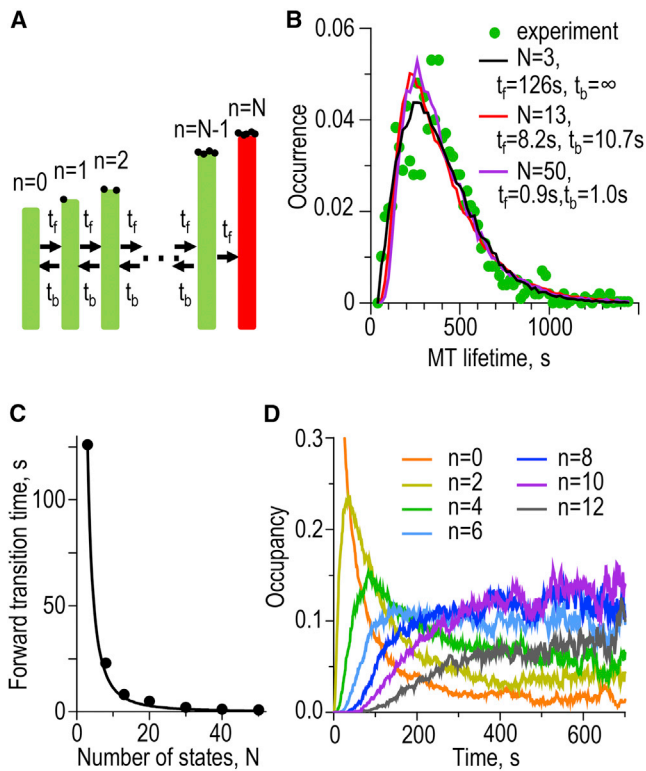 A
n=0
n=1
n=2
n=N-1
n=N
t_f
t_f
t_f
t_f
t_b
t_b
t_b
t_b
B
0.06
0.04
0.02
0
Occurrence
0
500
1000
MT lifetime, s
experiment
N=3,
t_f=126s, t_b=∞
N=13,
t_f=8.2s, t_b=10.7s
N=50,
t_f=0.9s,t_b=1.0s
C
100
50
0
Forward transition time, s
0
20
40
Number of states, N
D
0.3
0.2
0.1
0.0
Occupancy
0
200
400
600
Time, s
n=0
n=2
n=4
n=6
n=8
n=10
n=12